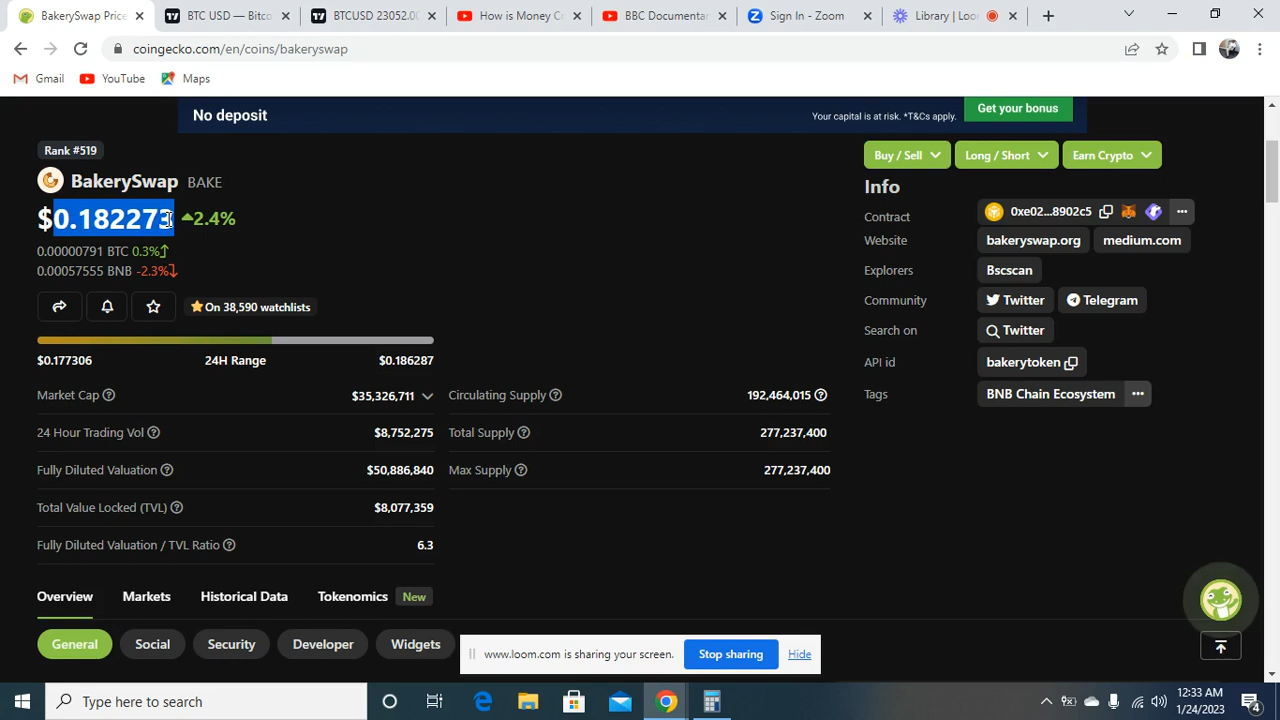 BakerySwap Price
BTC USD — Bitco
BTCUSD 23052.00
How is Money Cr
BBC Documentar
Sign In - Zoom
Library | Loom
coingecko.com/en/coins/bakeryswap
Gmail
YouTube
Maps
No deposit
Your capital is at risk. *T&Cs apply.
Get your bonus
Rank #519
BakerySwap BAKE
$0.182273 2.4%
0.00000791 BTC 0.3%
0.00057555 BNB -2.3%
On 38,590 watchlists
$0.177306 24H Range $0.186287
Market Cap $35,326,711
24 Hour Trading Vol $8,752,275
Fully Diluted Valuation $50,886,840
Total Value Locked (TVL) $8,077,359
Fully Diluted Valuation / TVL Ratio 6.3
Circulating Supply 192,464,015
Total Supply 277,237,400
Max Supply 277,237,400
Buy / Sell
Long / Short
Earn Crypto
Info
Contract 0xe02...8902c5
Website bakeryswap.org medium.com
Explorers Bscscan
Community Twitter Telegram
Search on Twitter
API id bakerytoken
Tags BNB Chain Ecosystem
Overview Markets Historical Data Tokenomics New
General Social Security Developer Widgets
www.loom.com is sharing your screen. Stop sharing Hide
Type here to search
12:33 AM
1/24/2023
4